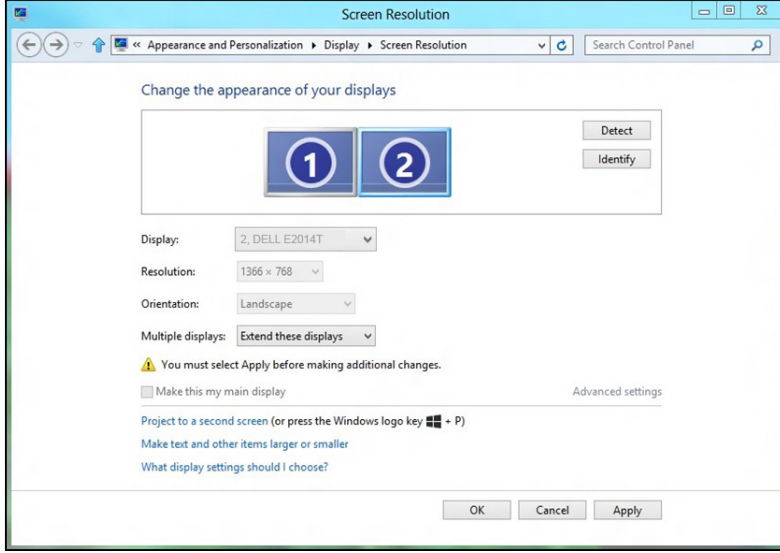 Screen Resolution
« Appearance and Personalization ▸ Display ▸ Screen Resolution
Search Control Panel
Change the appearance of your displays
1 2
Detect
Identify
Display: 2, DELL E2014T
Resolution: 1366 × 768
Orientation: Landscape
Multiple displays: Extend these displays
You must select Apply before making additional changes.
Make this my main display
Advanced settings
Project to a second screen (or press the Windows logo key + P)
Make text and other items larger or smaller
What display settings should I choose?
OK Cancel Apply